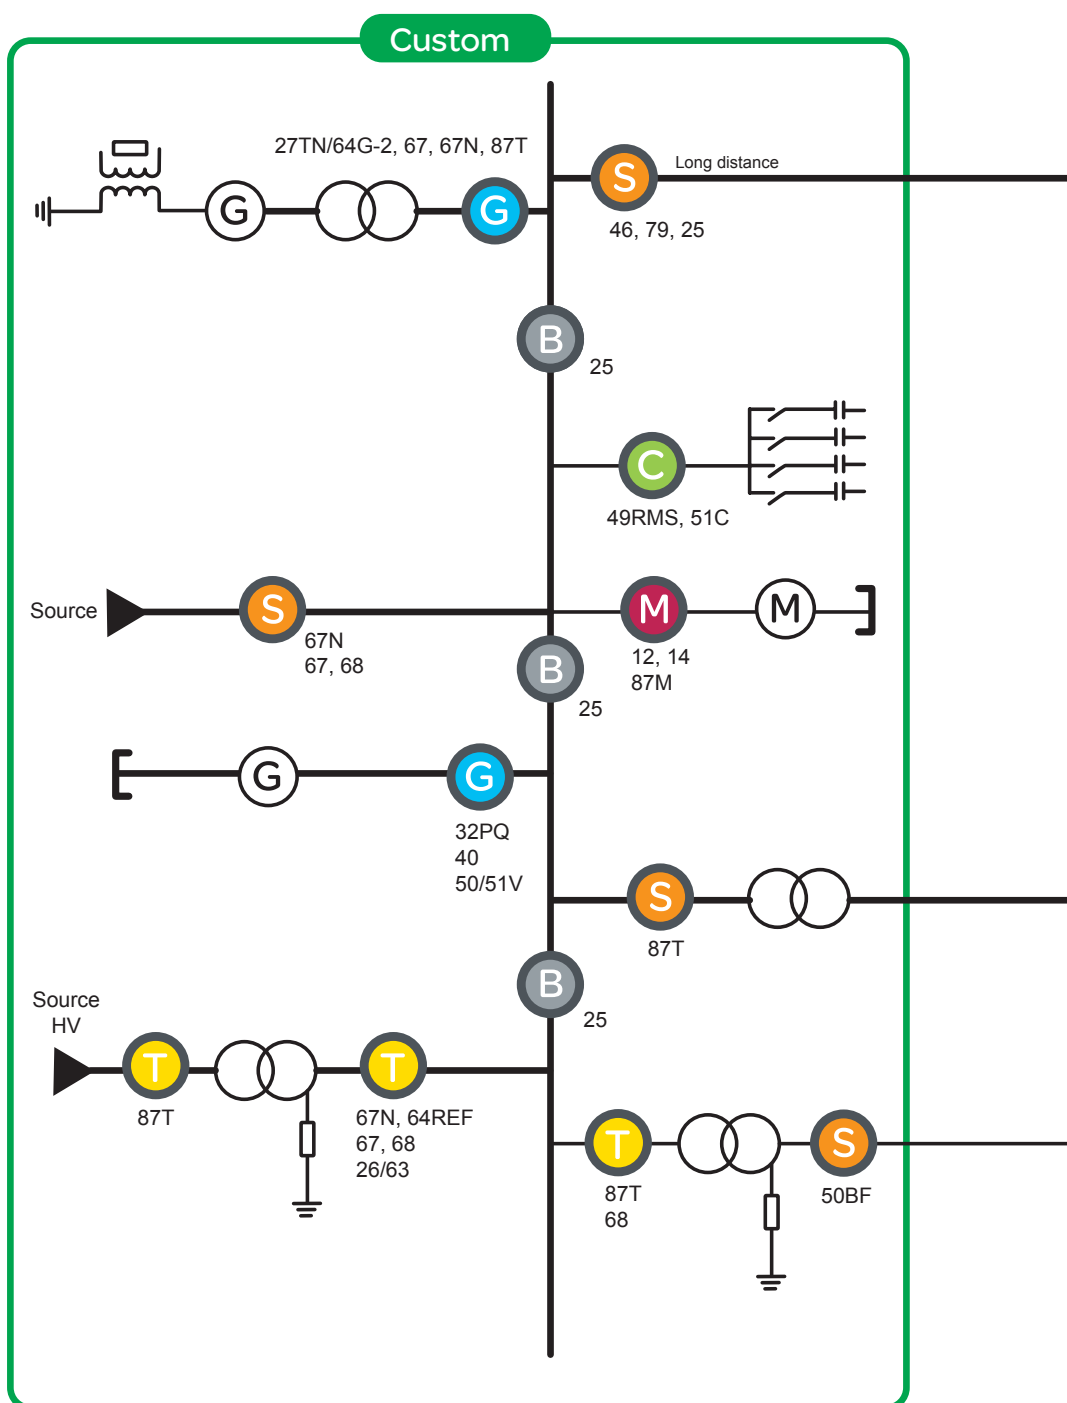 Custom
27TN/64G-2, 67, 67N, 87T
G
G
S
Long distance
46, 79, 25
B
25
C
49RMS, 51C
Source
S
67N
67, 68
M
M
12, 14
87M
B
25
G
G
32PQ
40
50/51V
S
87T
B
25
Source
HV
T
87T
T
67N, 64REF
67, 68
26/63
T
87T
68
S
50BF